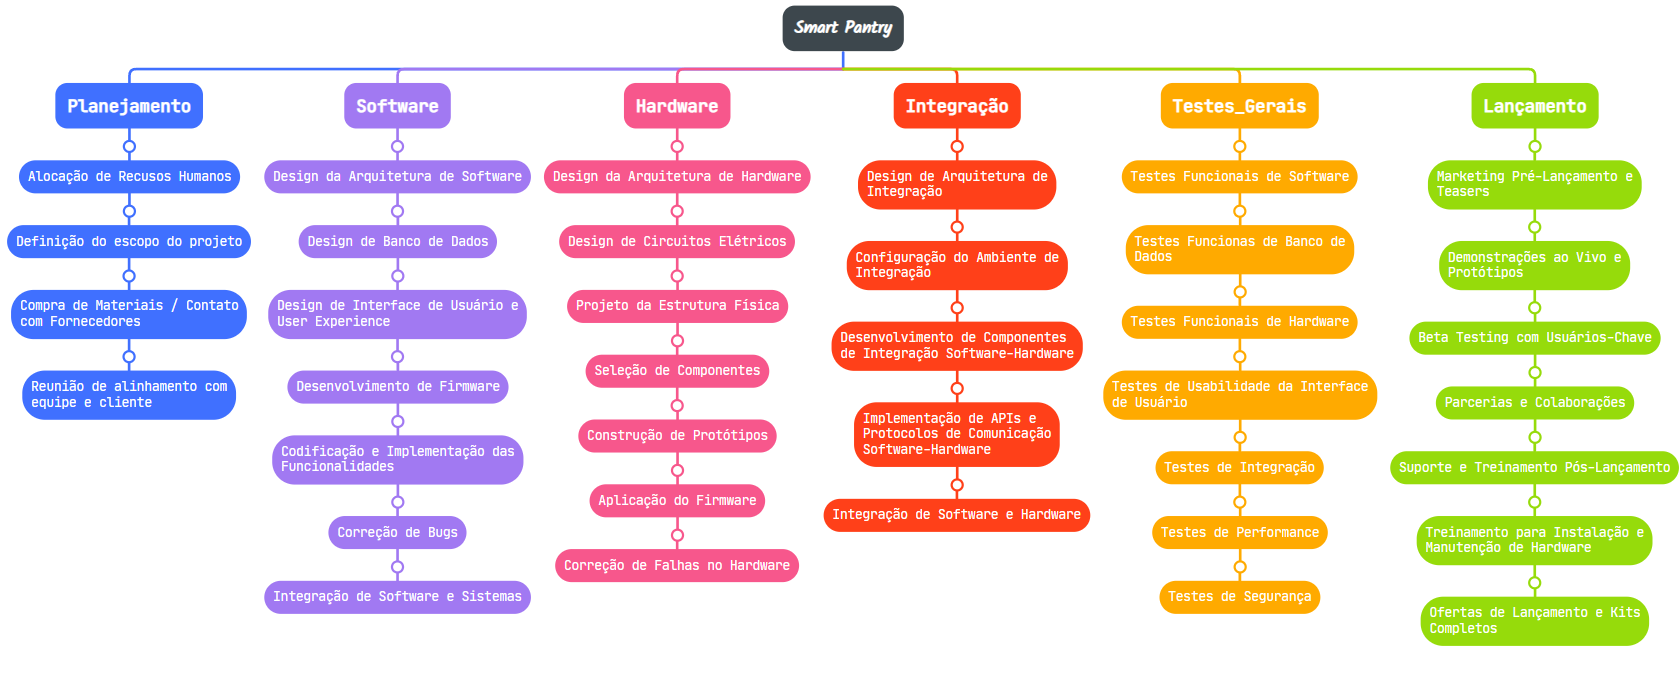 Smart Pantry
Planejamento
Alocação de Recusos Humanos
Definição do escopo do projeto
Compra de Materiais / Contato
com Fornecedores
Reunião de alinhamento com
equipe e cliente
Software
Design da Arquitetura de Software
Design de Banco de Dados
Design de Interface de Usuário e
User Experience
Desenvolvimento de Firmware
Codificação e Implementação das
Funcionalidades
Correção de Bugs
Integração de Software e Sistemas
Hardware
Design da Arquitetura de Hardware
Design de Circuitos Elétricos
Projeto da Estrutura Física
Seleção de Componentes
Construção de Protótipos
Aplicação do Firmware
Correção de Falhas no Hardware
Integração
Design de Arquitetura de
Integração
Configuração do Ambiente de
Integração
Desenvolvimento de Componentes
de Integração Software-Hardware
Implementação de APIs e
Protocolos de Comunicação
Software-Hardware
Integração de Software e Hardware
Testes_Gerais
Testes Funcionais de Software
Testes Funcionas de Banco de
Dados
Testes Funcionais de Hardware
Testes de Usabilidade da Interface
de Usuário
Testes de Integração
Testes de Performance
Testes de Segurança
Lançamento
Marketing Pré-Lançamento e
Teasers
Demonstrações ao Vivo e
Protótipos
Beta Testing com Usuários-Chave
Parcerias e Colaborações
Suporte e Treinamento Pós-Lançamento
Treinamento para Instalação e
Manutenção de Hardware
Ofertas de Lançamento e Kits
Completos